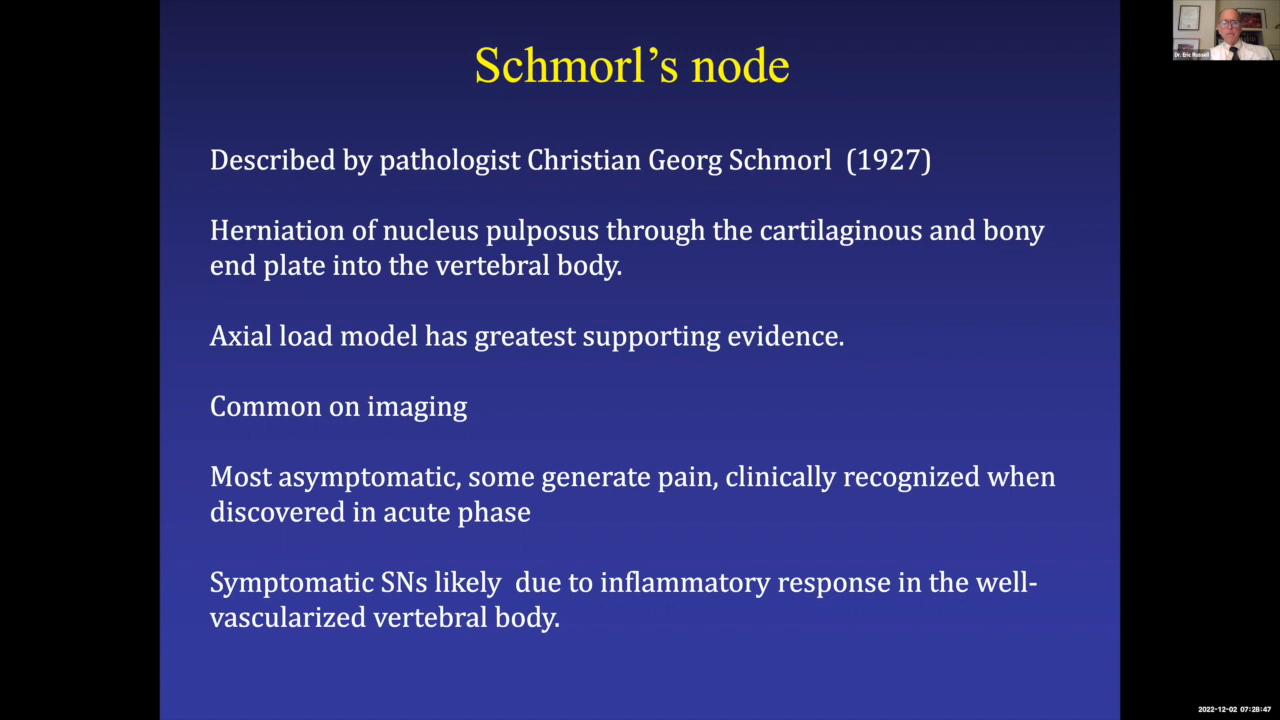 Schmorl’s node
Dr. Eric Russell
Described by pathologist Christian Georg Schmorl  (1927)
Herniation of nucleus pulposus through the cartilaginous and bony
end plate into the vertebral body.
Axial load model has greatest supporting evidence.
Common on imaging
Most asymptomatic, some generate pain, clinically recognized when
discovered in acute phase
Symptomatic SNs likely  due to inflammatory response in the well-
vascularized vertebral body.
2022-12-02 07:28:47